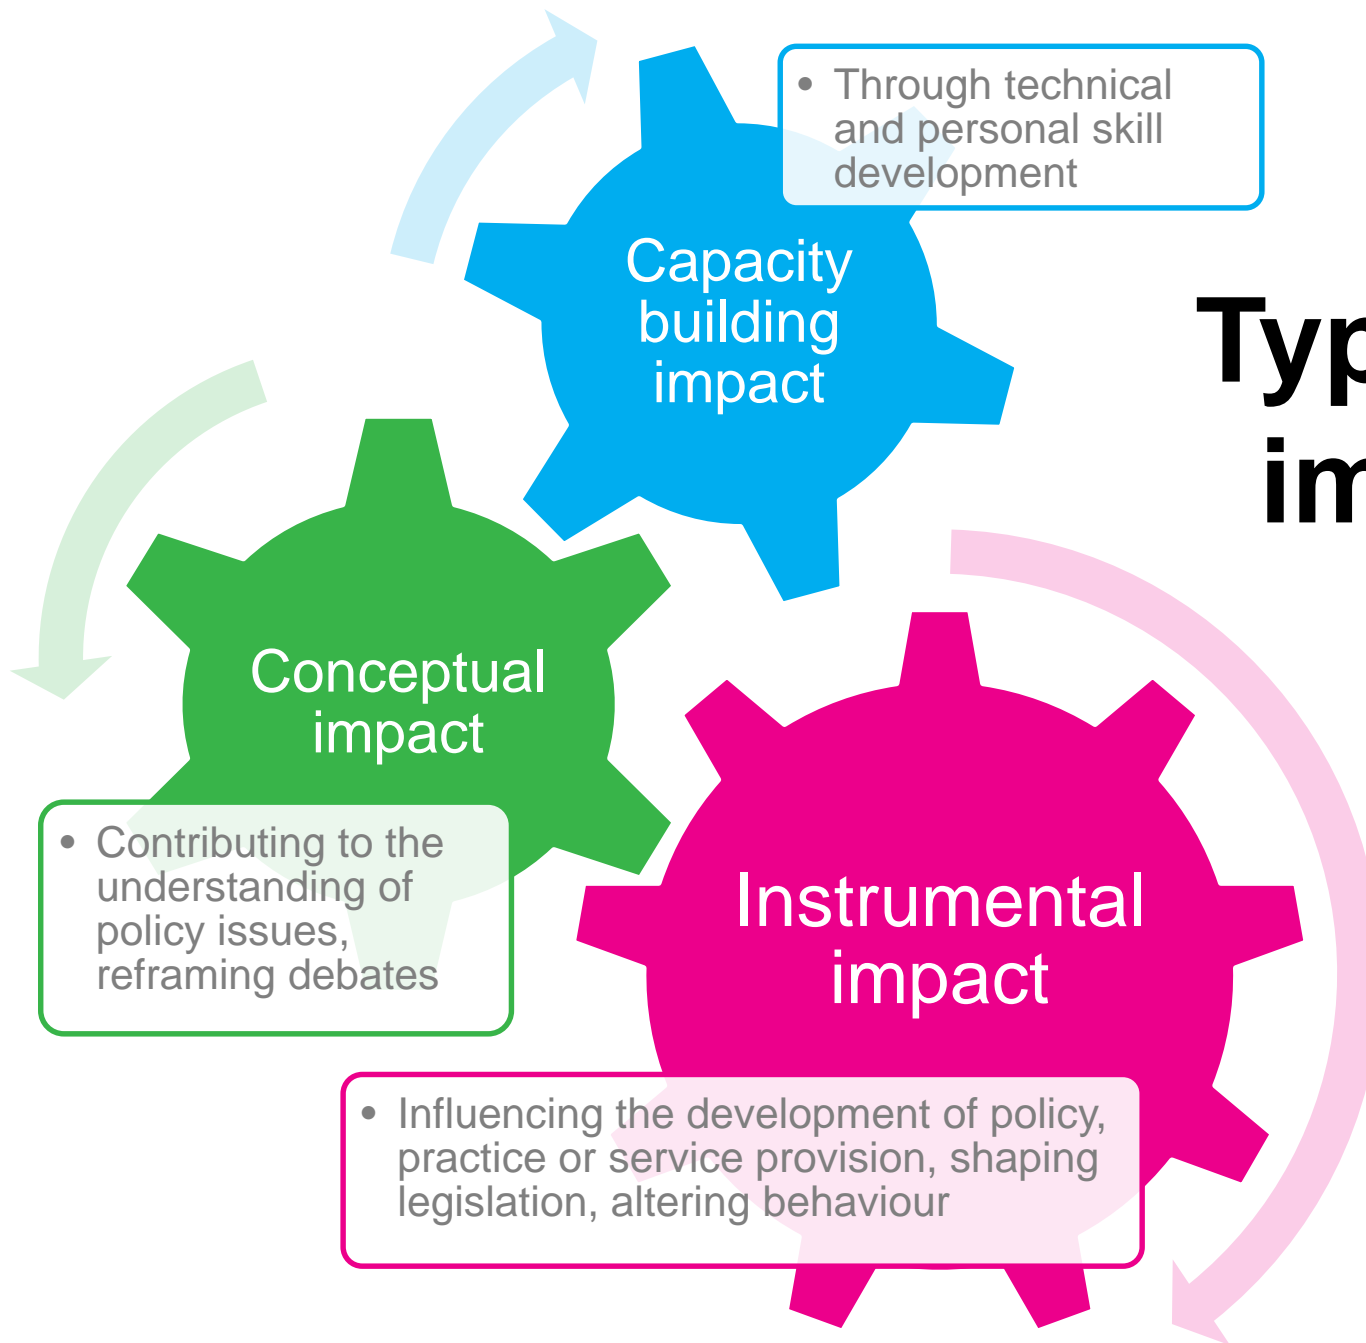 • Through technical
and personal skill
development
Capacity
building
impact
Typ
im
Conceptual
impact
• Contributing to the
understanding of
policy issues,
reframing debates
Instrumental
impact
• Influencing the development of policy,
practice or service provision, shaping
legislation, altering behaviour